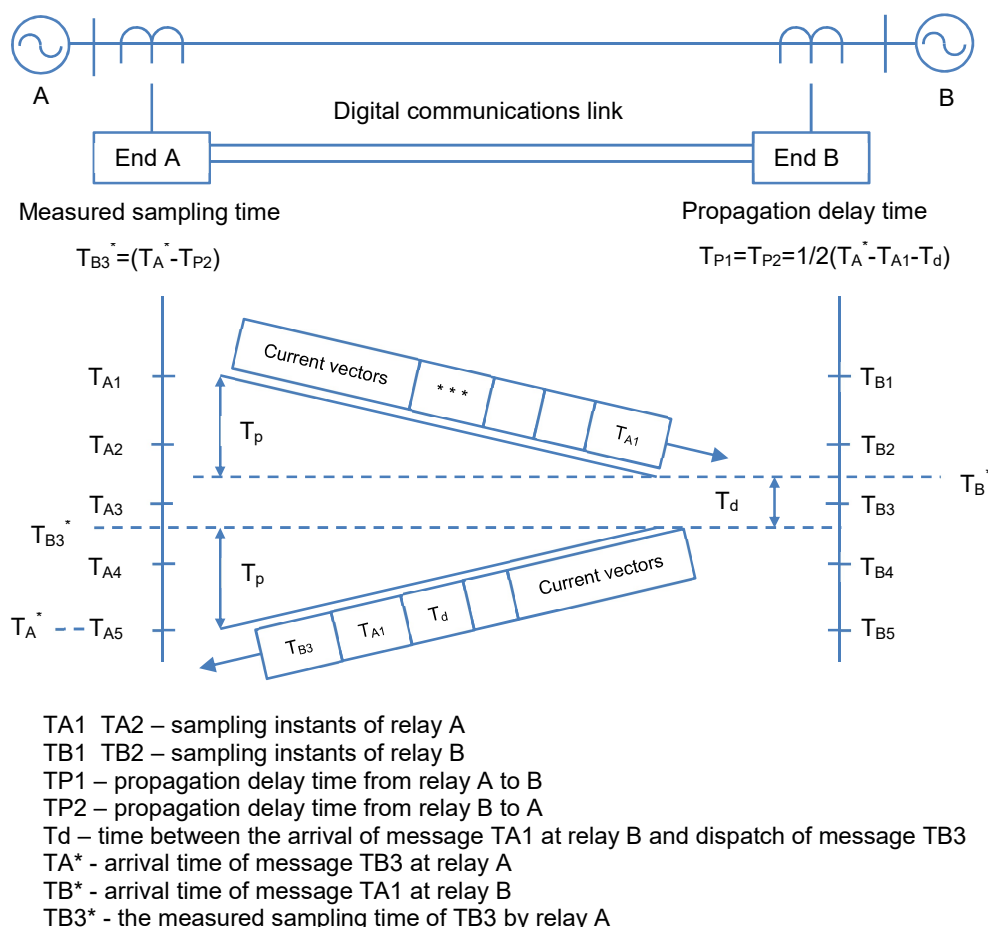 A
B
Digital communications link
End A
End B
Measured sampling time
Propagation delay time
TB3*=(TA*-TP2)
TP1=TP2=1/2(TA*-TA1-Td)
Current vectors
* * *
TA1
TA1
TB1
Tp
TA2
TB2
TB*
Td
TA3
TB3
TB3*
TA4
TB4
Tp
Current vectors
Td
TA1
TB3
TA*
TA5
TB5
TA1 TA2 – sampling instants of relay A
TB1 TB2 – sampling instants of relay B
TP1 – propagation delay time from relay A to B
TP2 – propagation delay time from relay B to A
Td – time between the arrival of message TA1 at relay B and dispatch of message TB3
TA* - arrival time of message TB3 at relay A
TB* - arrival time of message TA1 at relay B
TB3* - the measured sampling time of TB3 by relay A